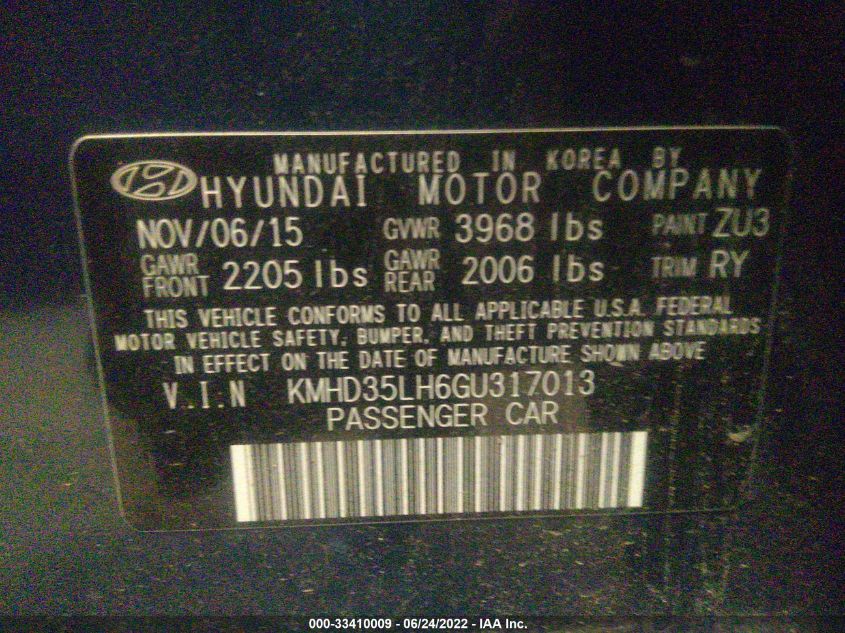 MANUFACTURED IN KOREA BY
HYUNDAI MOTOR COMPANY
NOV/06/15 GVWR 3968 lbs PAINT ZU3
GAWR FRONT 2205 lbs GAWR REAR 2006 lbs TRIM RY
THIS VEHICLE CONFORMS TO ALL APPLICABLE U.S.A. FEDERAL
MOTOR VEHICLE SAFETY, BUMPER, AND THEFT PREVENTION STANDARDS
IN EFFECT ON THE DATE OF MANUFACTURE SHOWN ABOVE
V.I.N KMHD35LH6GU317013
PASSENGER CAR
000-33410009 - 06/24/2022 - IAA Inc.